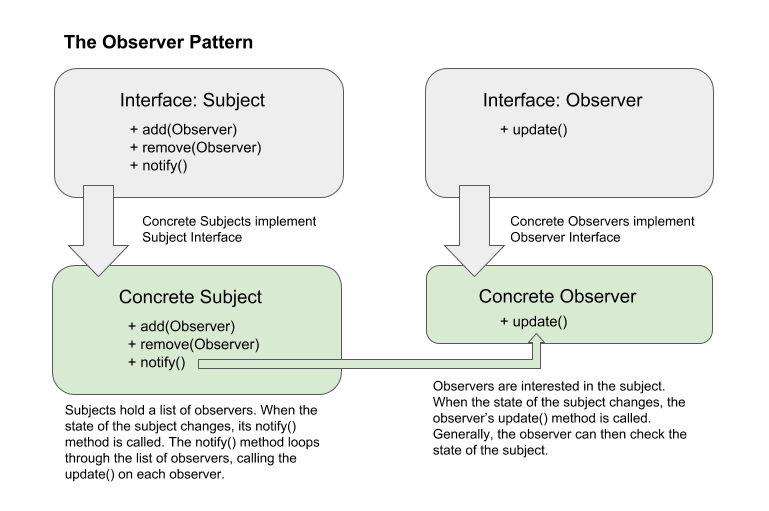 The Observer Pattern
Interface: Subject
+ add(Observer)
+ remove(Observer)
+ notify()
Interface: Observer
+ update()
Concrete Subjects implement
Subject Interface
Concrete Observers implement
Observer Interface
Concrete Subject
+ add(Observer)
+ remove(Observer)
+ notify()
Concrete Observer
+ update()
Subjects hold a list of observers. When the
state of the subject changes, its notify()
method is called. The notify() method loops
through the list of observers, calling the
update() on each observer.
Observers are interested in the subject.
When the state of the subject changes, the
observer's update() method is called.
Generally, the observer can then check the
state of the subject.